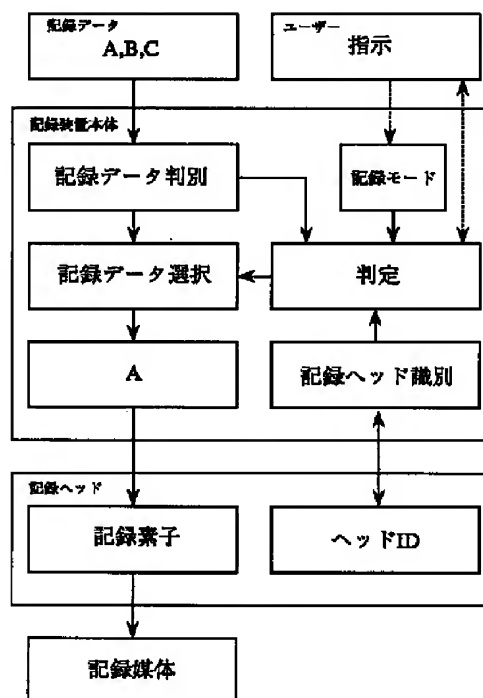 記録データ
A,B,C
ユーザー
指示
記録装置本体
記録データ判別
記録モード
記録データ選択
判定
A
記録ヘッド識別
記録ヘッド
記録素子
ヘッドID
記録媒体